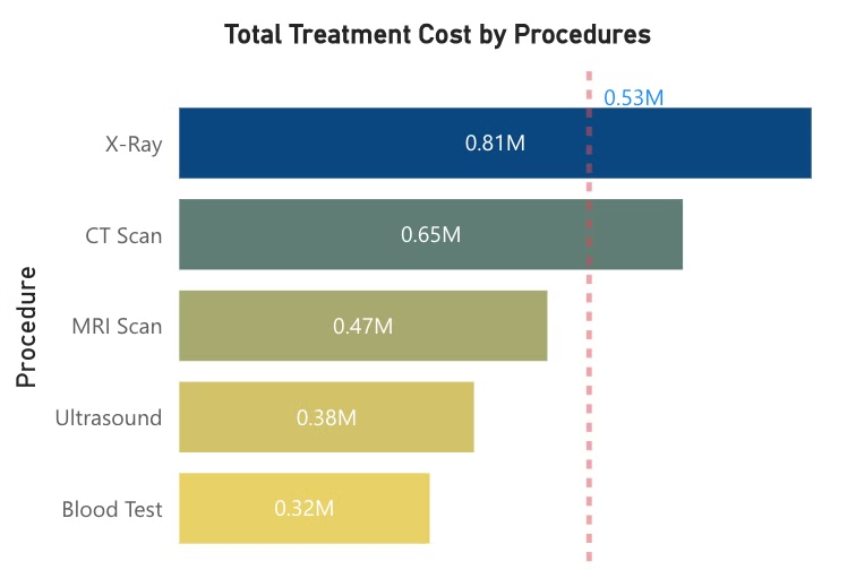 Total Treatment Cost by Procedures
0.53M
X-Ray
0.81M
CT Scan
0.65M
MRI Scan
0.47M
Ultrasound
0.38M
Blood Test
0.32M
Procedure